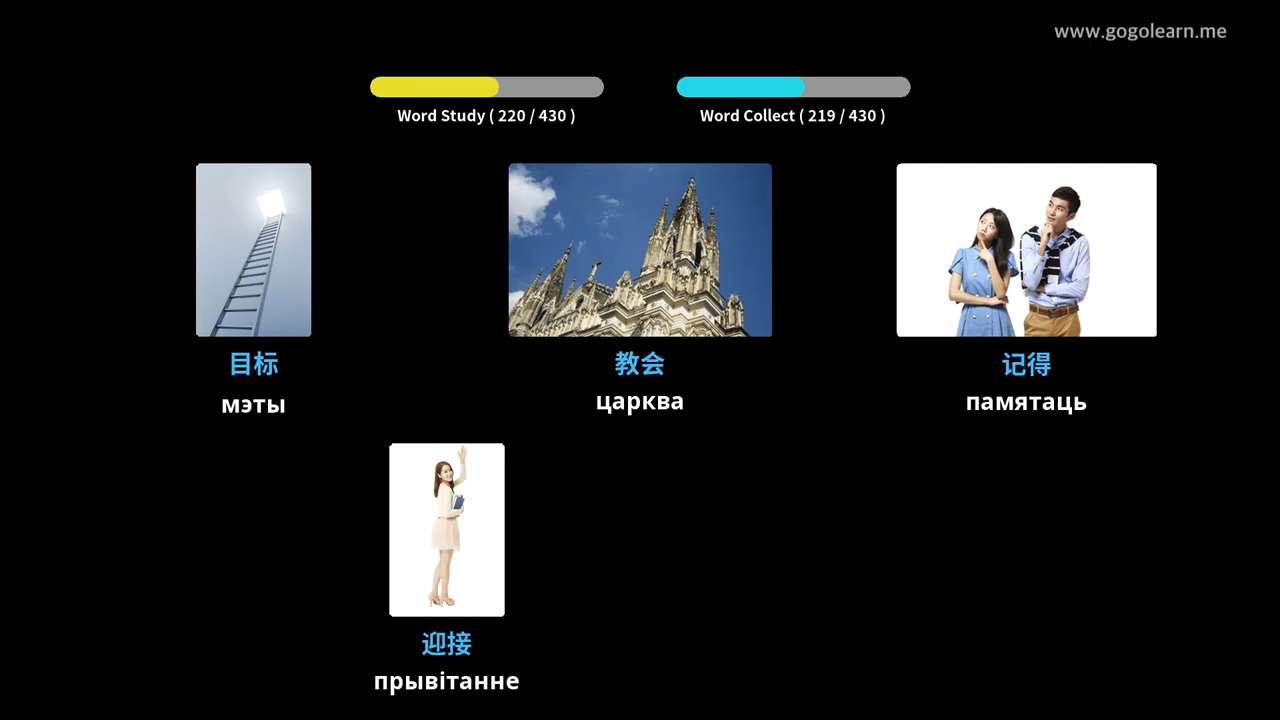 www.gogolearn.me
Word Study ( 220 / 430 )
Word Collect ( 219 / 430 )
目标
教会
记得
мэты
царква
памятаць
迎接
прывітанне